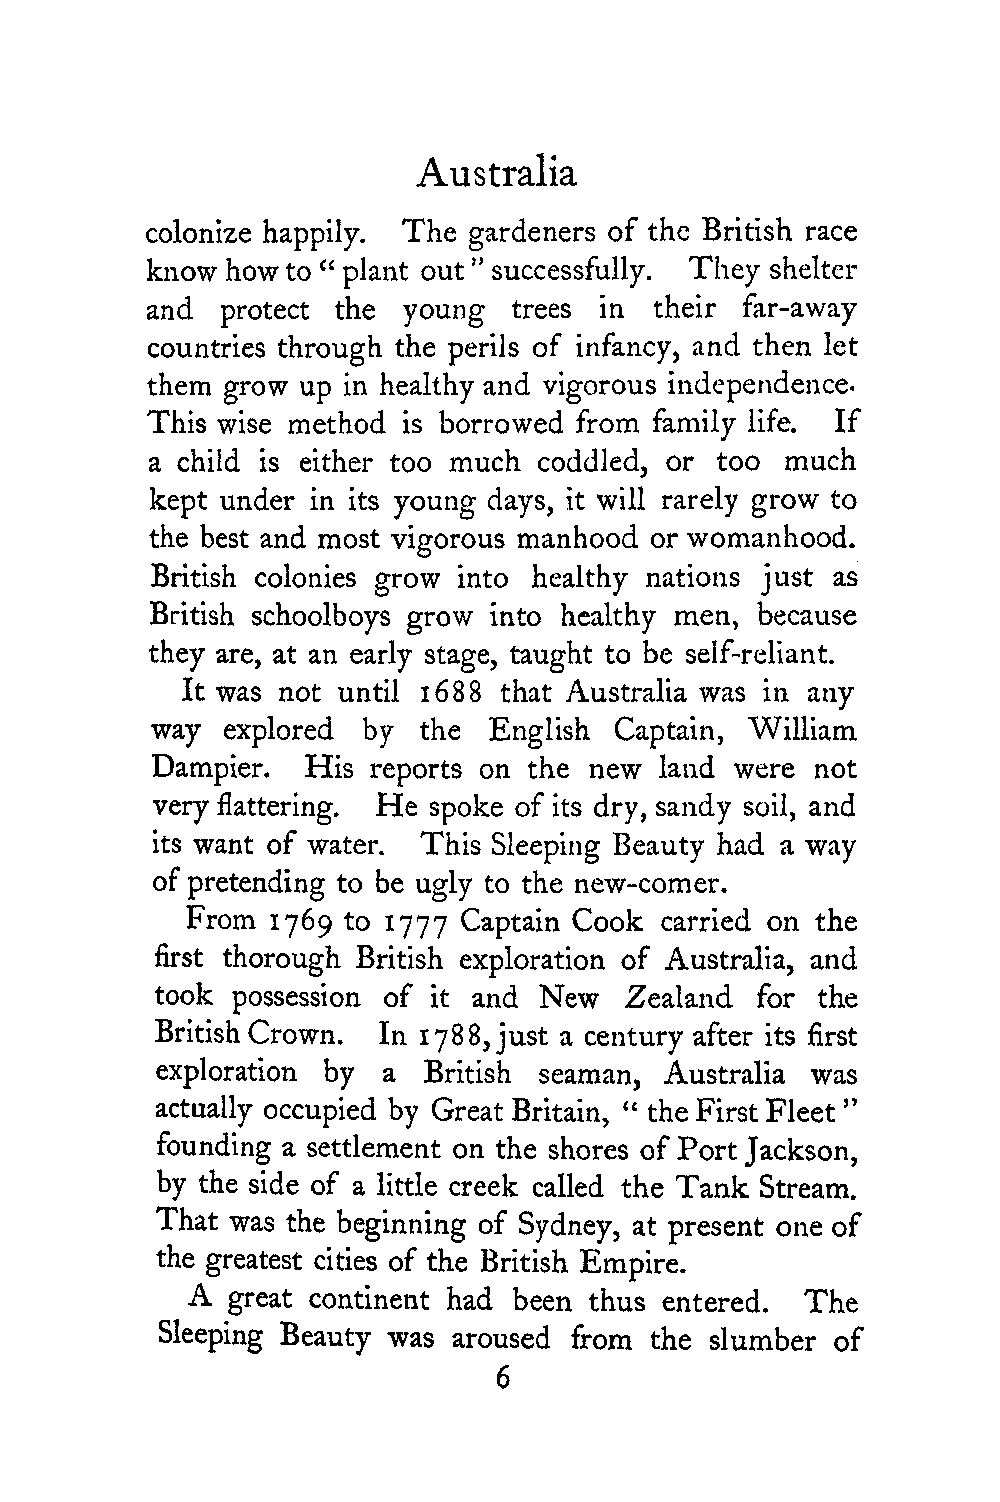 Australia
colonize happily. The gardeners of the British race
know how to “ plant out ” successfully. They shelter
and protect the young trees in their far-away
countries through the perils of infancy, and then let
them grow up in healthy and vigorous independence.
This wise method is borrowed from family life. If
a child is either too much coddled, or too much
kept under in its young days, it will rarely grow to
the best and most vigorous manhood or womanhood.
British colonies grow into healthy nations just as
British schoolboys grow into healthy men, because
they are, at an early stage, taught to be self-reliant.
It was not until 1688 that Australia was in any
way explored by the English Captain, William
Dampier. His reports on the new land were not
very flattering. He spoke of its dry, sandy soil, and
its want of water. This Sleeping Beauty had a way
of pretending to be ugly to the new-comer.
From 1769 to 1777 Captain Cook carried on the
first thorough British exploration of Australia, and
took possession of it and New Zealand for the
British Crown. In 1788, just a century after its first
exploration by a British seaman, Australia was
actually occupied by Great Britain, “ the First Fleet ”
founding a settlement on the shores of Port Jackson,
by the side of a little creek called the Tank Stream.
That was the beginning of Sydney, at present one of
the greatest cities of the British Empire.
A great continent had been thus entered. The
Sleeping Beauty was aroused from the slumber of
6